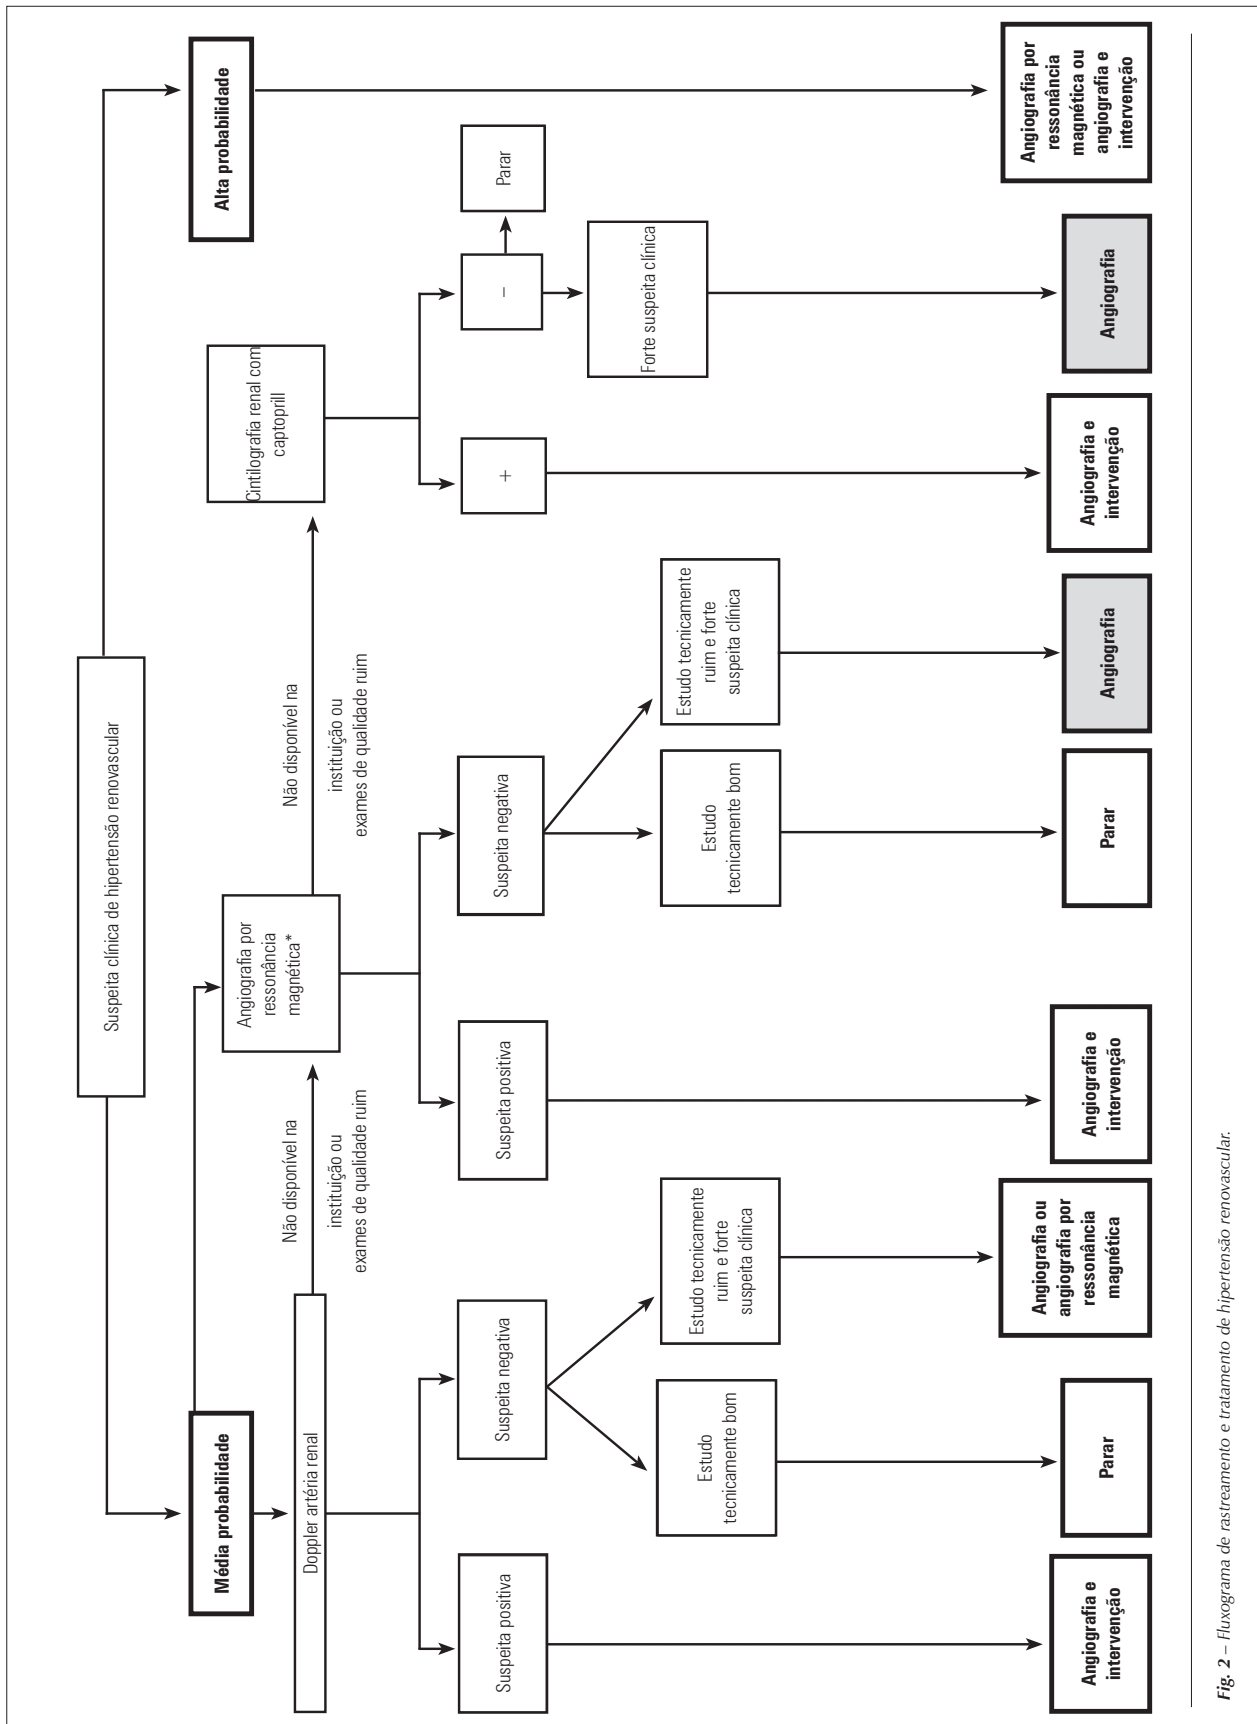 Suspeita clínica de hipertensão renovascular
Média probabilidade
Alta probabilidade
Doppler artéria renal
Não disponível na
instituição ou
exames de qualidade ruim
Angiografia por
ressonância
magnética*
Não disponível na
instituição ou
exames de qualidade ruim
Cintilografia renal com
captoprill
Suspeita positiva
Suspeita negativa
Suspeita positiva
Suspeita negativa
+
–
Parar
Estudo
tecnicamente bom
Estudo tecnicamente
ruim e forte
suspeita clínica
Estudo
tecnicamente bom
Estudo tecnicamente
ruim e forte
suspeita clínica
Forte suspeita clínica
Angiografia e
intervenção
Parar
Angiografia ou
angiografia por
ressonância
magnética
Angiografia e
intervenção
Parar
Angiografia
Angiografia e
intervenção
Angiografia
Angiografia por
ressonância
magnética ou
angiografia e
intervenção
Fig. 2 – Fluxograma de rastreamento e tratamento de hipertensão renovascular.